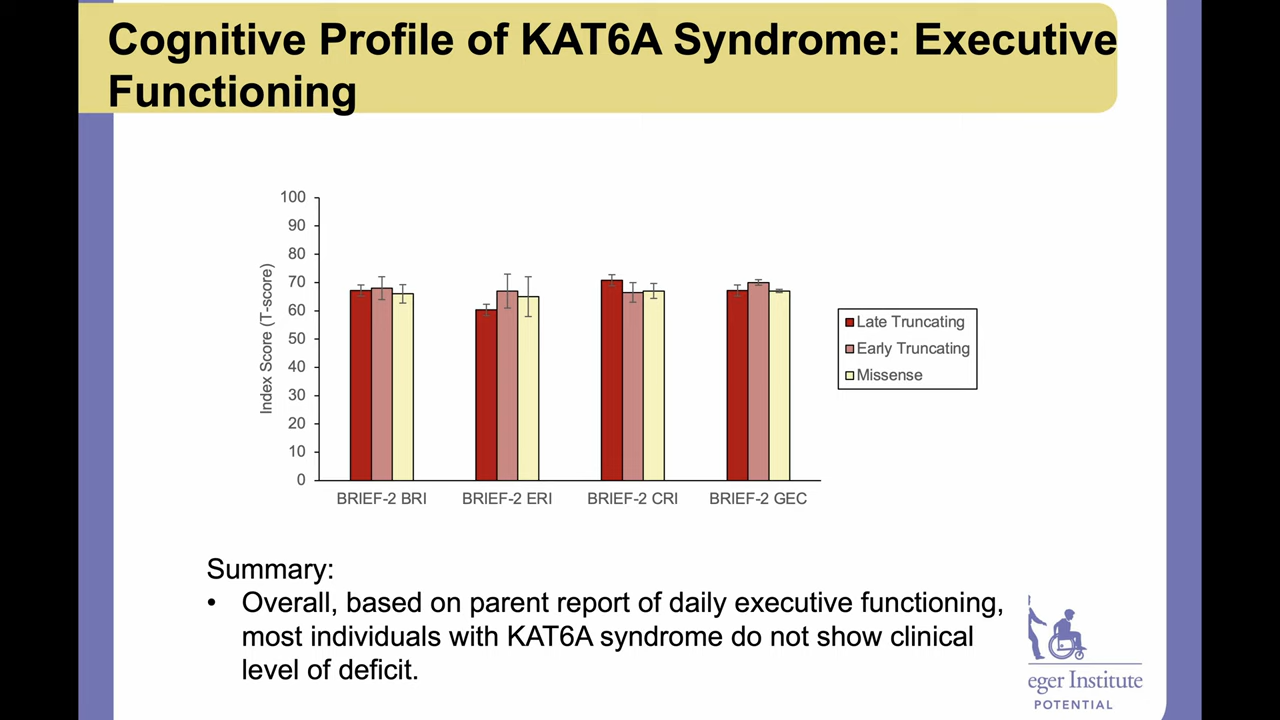 Cognitive Profile of KAT6A Syndrome: Executive
Functioning
100
90
80
70
60
50
40
30
20
10
0
Index Score (T-score)
BRIEF-2 BRI
BRIEF-2 ERI
BRIEF-2 CRI
BRIEF-2 GEC
Late Truncating
Early Truncating
Missense
Summary:
• Overall, based on parent report of daily executive functioning,
most individuals with KAT6A syndrome do not show clinical
level of deficit.
eger Institute
POTENTIAL